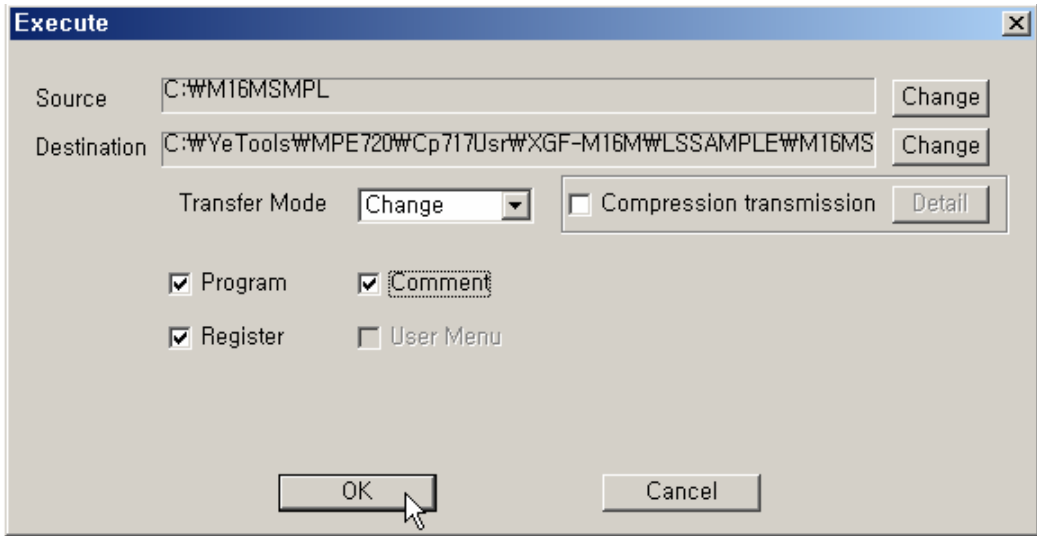 Execute
Source C:₩M16MSMPL Change
Destination C:₩YeTools₩MPE720₩Cp717Usr₩XGF-M16M₩LSSAMPLE₩M16MS Change
Transfer Mode Change Compression transmission Detail
Program Comment
Register User Menu
OK Cancel